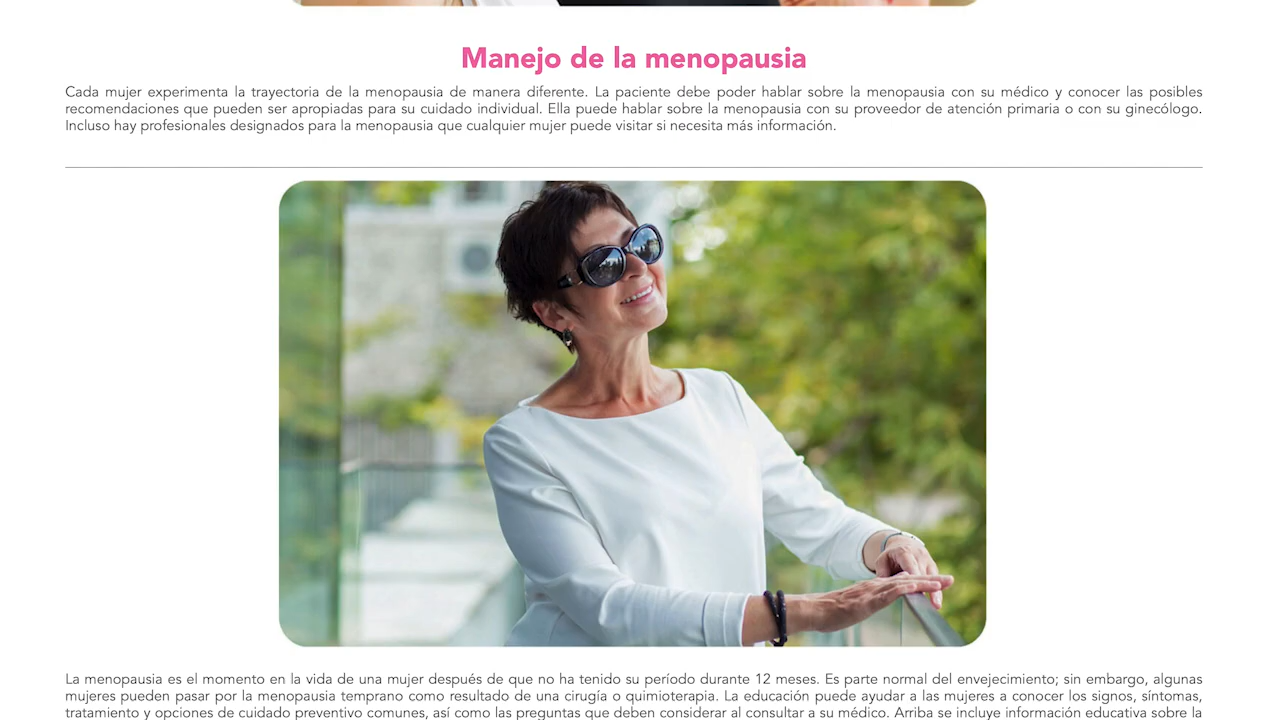 Manejo de la menopausia
Cada mujer experimenta la trayectoria de la menopausia de manera diferente. La paciente debe poder hablar sobre la menopausia con su médico y conocer las posibles
recomendaciones que pueden ser apropiadas para su cuidado individual. Ella puede hablar sobre la menopausia con su proveedor de atención primaria o con su ginecólogo.
Incluso hay profesionales designados para la menopausia que cualquier mujer puede visitar si necesita más información.
La menopausia es el momento en la vida de una mujer después de que no ha tenido su período durante 12 meses. Es parte normal del envejecimiento; sin embargo, algunas
mujeres pueden pasar por la menopausia temprano como resultado de una cirugía o quimioterapia. La educación puede ayudar a las mujeres a conocer los signos, síntomas,
tratamiento y opciones de cuidado preventivo comunes, así como las preguntas que deben considerar al consultar a su médico. Arriba se incluye información educativa sobre la